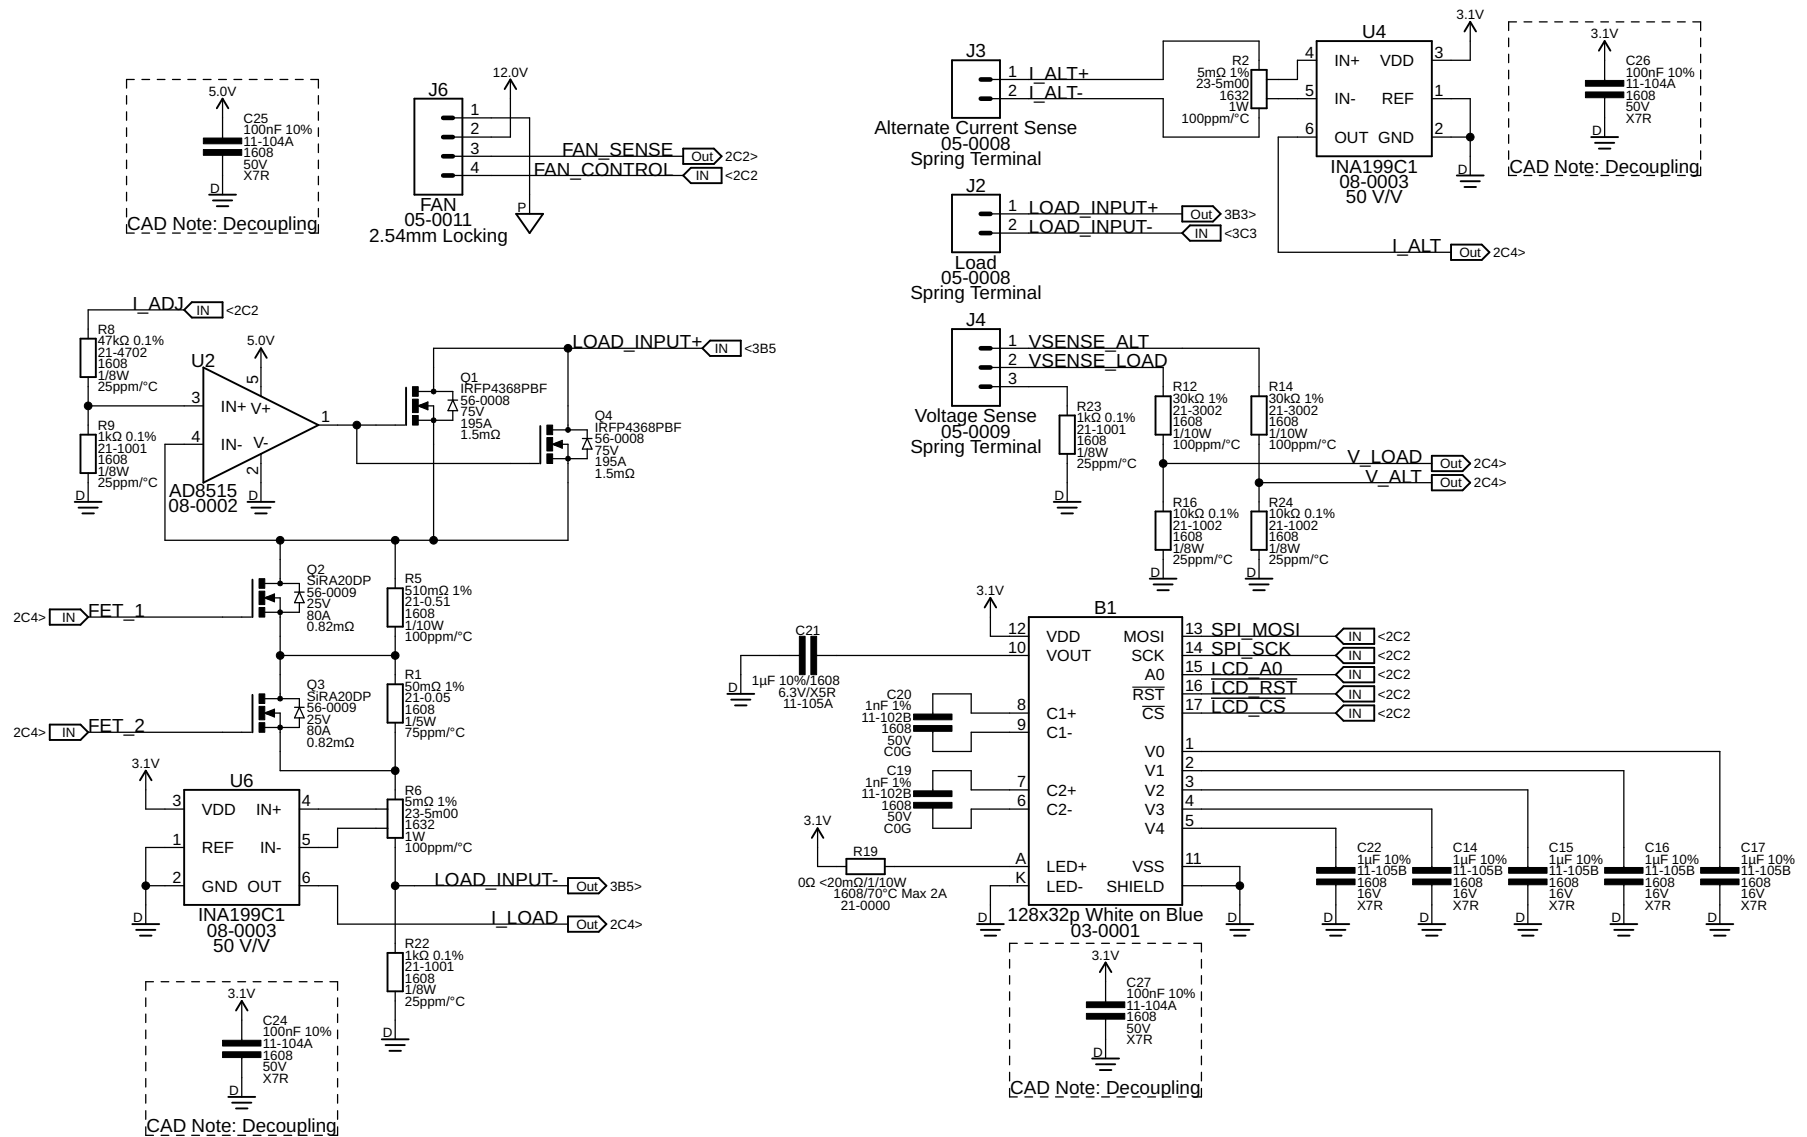 5.0V
C25
100nF 10%
11-104A
1608
50V
X7R
D
CAD Note: Decoupling
J6
12.0V
1
2
3
4
FAN_SENSE
Out
2C2>
FAN_CONTROL
IN
<2C2
P
FAN
05-0011
2.54mm Locking
J3
1
I_ALT+
2
I_ALT-
Alternate Current Sense
05-0008
Spring Terminal
R2
5mΩ 1%
23-5m00
1632
1W
100ppm/°C
3.1V
U4
4
IN+
VDD
3
5
IN-
REF
1
6
OUT
GND
2
D
INA199C1
08-0003
50 V/V
3.1V
C26
100nF 10%
11-104A
1608
50V
X7R
D
CAD Note: Decoupling
J2
1
LOAD_INPUT+
Out
3B3>
2
LOAD_INPUT-
IN
<3C3
Load
05-0008
Spring Terminal
I_ALT
Out
2C4>
I_ADJ
IN
<2C2
R8
47kΩ 0.1%
21-4702
1608
1/8W
25ppm/°C
R9
1kΩ 0.1%
21-1001
1608
1/8W
25ppm/°C
D
U2
5.0V
5
3
IN+
V+
4
IN-
V-
2
1
AD8515
08-0002
D
LOAD_INPUT+
IN
<3B5
Q1
IRFP4368PBF
56-0008
75V
195A
1.5mΩ
Q4
IRFP4368PBF
56-0008
75V
195A
1.5mΩ
J4
1
VSENSE_ALT
2
VSENSE_LOAD
3
Voltage Sense
05-0009
Spring Terminal
R23
1kΩ 0.1%
21-1001
1608
1/8W
25ppm/°C
D
R12
30kΩ 1%
21-3002
1608
1/10W
100ppm/°C
R14
30kΩ 1%
21-3002
1608
1/10W
100ppm/°C
V_LOAD
Out
2C4>
V_ALT
Out
2C4>
R16
10kΩ 0.1%
21-1002
1608
1/8W
25ppm/°C
D
R24
10kΩ 0.1%
21-1002
1608
1/8W
25ppm/°C
D
2C4>
IN
FET_1
Q2
SiRA20DP
56-0009
25V
80A
0.82mΩ
R5
510mΩ 1%
21-0.51
1608
1/10W
100ppm/°C
2C4>
IN
FET_2
Q3
SiRA20DP
56-0009
25V
80A
0.82mΩ
R1
50mΩ 1%
21-0.05
1608
1/5W
75ppm/°C
3.1V
U6
3
VDD
IN+
4
1
REF
IN-
5
2
GND
OUT
6
D
INA199C1
08-0003
50 V/V
R6
5mΩ 1%
23-5m00
1632
1W
100ppm/°C
LOAD_INPUT-
Out
3B5>
I_LOAD
Out
2C4>
R22
1kΩ 0.1%
21-1001
1608
1/8W
25ppm/°C
D
3.1V
C24
100nF 10%
11-104A
1608
50V
X7R
D
CAD Note: Decoupling
3.1V
B1
12
VDD
10
VOUT
8
C1+
9
C1-
7
C2+
6
C2-
A
LED+
K
LED-
MOSI
13
SPI_MOSI
IN
<2C2
SCK
14
SPI_SCK
IN
<2C2
A0
15
LCD_A0
IN
<2C2
RST
16
LCD_RST
IN
<2C2
CS
17
LCD_CS
IN
<2C2
V0
1
V1
2
V2
3
V3
4
V4
5
VSS
11
SHIELD
128x32p White on Blue
03-0001
C21
1µF 10%/1608
6.3V/X5R
11-105A
D
C20
1nF 1%
11-102B
1608
50V
C0G
C19
1nF 1%
11-102B
1608
50V
C0G
3.1V
R19
0Ω <20mΩ/1/10W
1608/70°C Max 2A
21-0000
D
D
C22
1µF 10%
11-105B
1608
16V
X7R
D
C14
1µF 10%
11-105B
1608
16V
X7R
D
C15
1µF 10%
11-105B
1608
16V
X7R
D
C16
1µF 10%
11-105B
1608
16V
X7R
D
C17
1µF 10%
11-105B
1608
16V
X7R
D
3.1V
C27
100nF 10%
11-104A
1608
50V
X7R
D
CAD Note: Decoupling